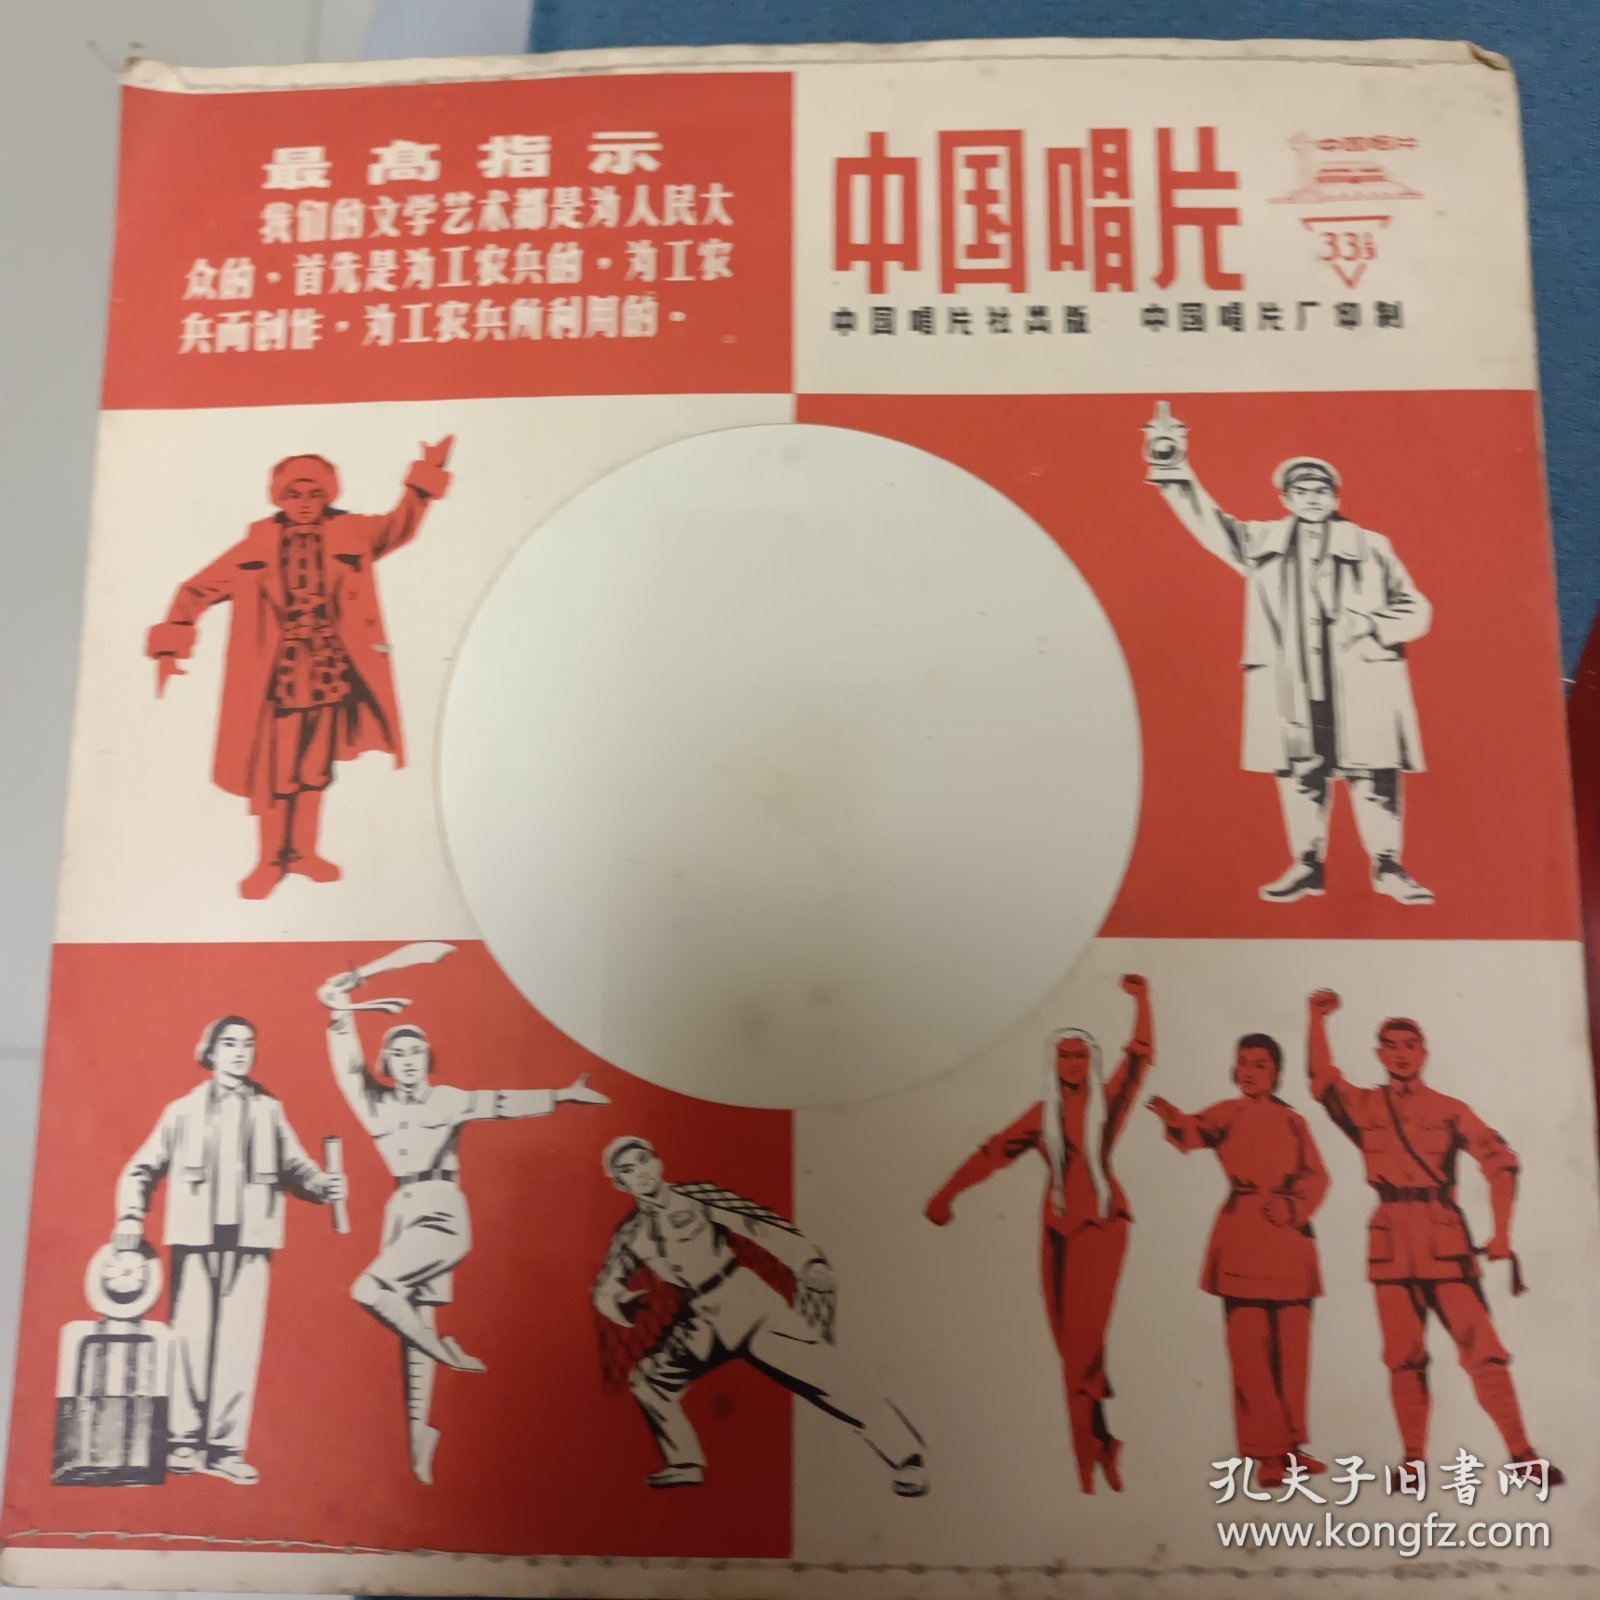 最高指示
我们的文学艺术都是为人民大
众的，首先是为工农兵的，为工农
兵而创作，为工农兵所利用的。
中国唱片
中国唱片
33⅓
中国唱片社出版 中国唱片厂印制
孔夫子旧书网
www.kongfz.com